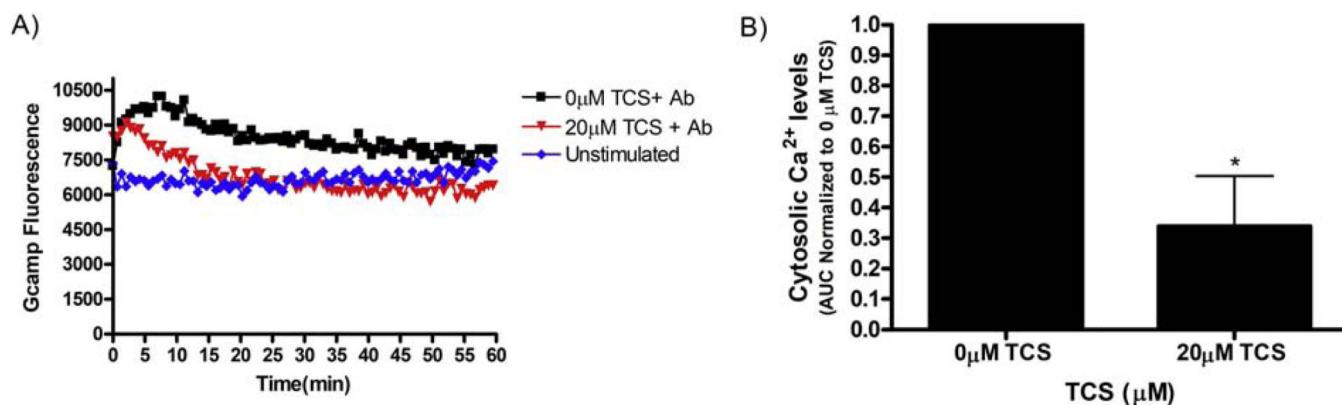 A)
Gcamp Fluorescence
10500
9000
7500
6000
4500
3000
1500
0
0 5 10 15 20 25 30 35 40 45 50 55 60
Time(min)
0μM TCS+ Ab
20μM TCS + Ab
Unstimulated
B)
Cytosolic Ca²⁺ levels
(AUC Normalized to 0 μM TCS)
1.0
0.9
0.8
0.7
0.6
0.5
0.4
0.3
0.2
0.1
0.0
*
0μM TCS 20μM TCS
TCS (μM)